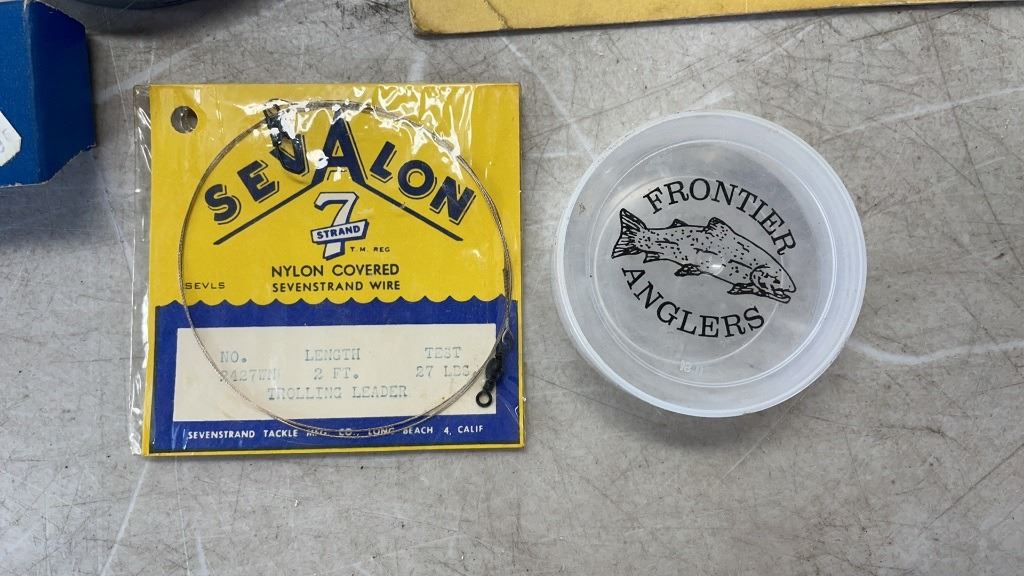 SEVALON
7
STRAND
T.M. REG
NYLON COVERED
SEVLS
SEVENSTRAND WIRE
NO. LENGTH TEST
2 FT. 27 LBS.
TROLLING LEADER
SEVENSTRAND TACKLE MFG. CO., LONG BEACH 4, CALIF
FRONTIER
ANGLERS